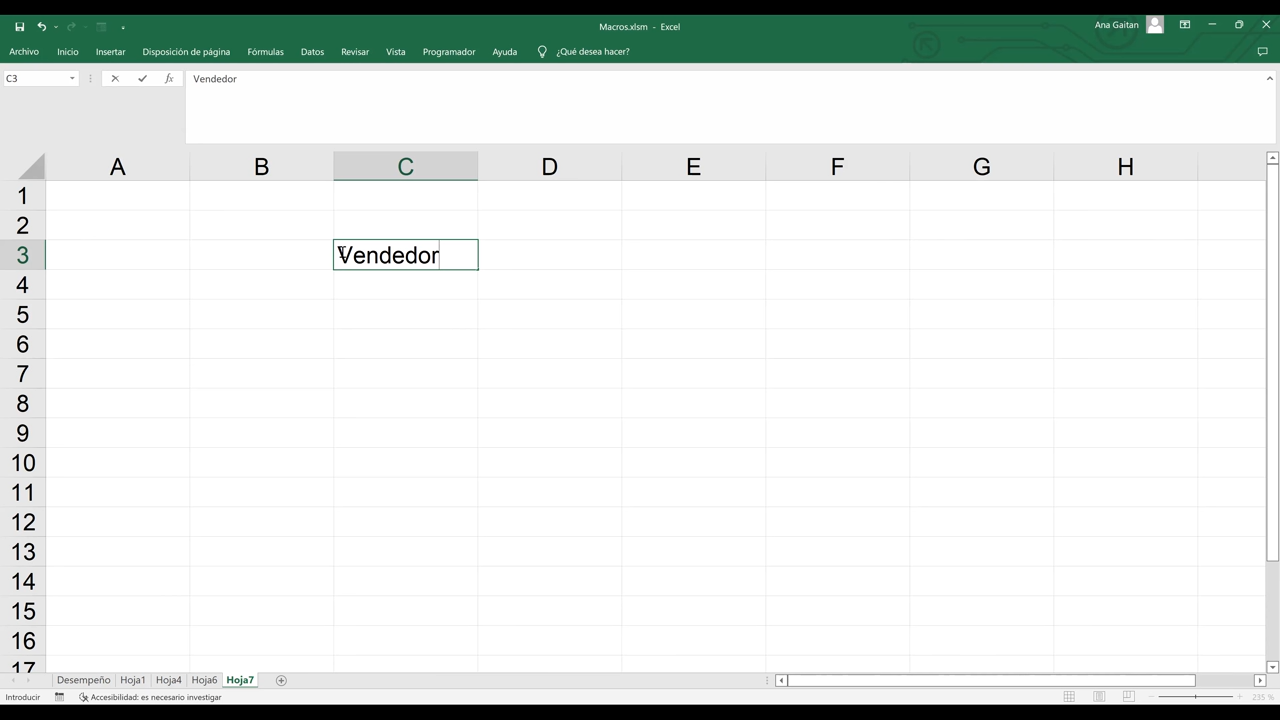 Macros.xlsm - Excel
Ana Gaitan
Archivo Inicio Insertar Disposición de página Fórmulas Datos Revisar Vista Programador Ayuda ¿Qué desea hacer?
C3 fx Vendedor
A B C D E F G H
1
2
3 Vendedor
4
5
6
7
8
9
10
11
12
13
14
15
16
17
Desempeño Hoja1 Hoja4 Hoja6 Hoja7
Introducir Accesibilidad: es necesario investigar 235 %